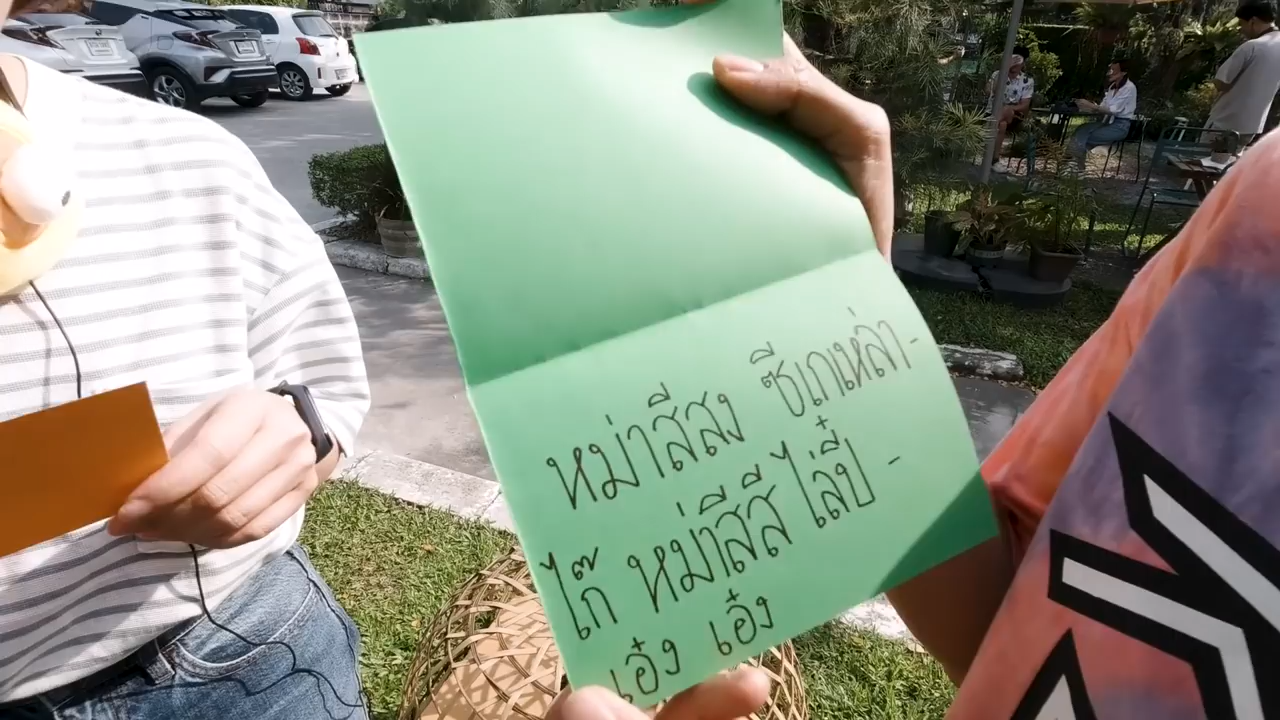 หม่าสีสง ซีเกเหล่า-
ไก๊ หม่าสีสี ไล่ปี๋ -
เอ๋ง เอ๋ง